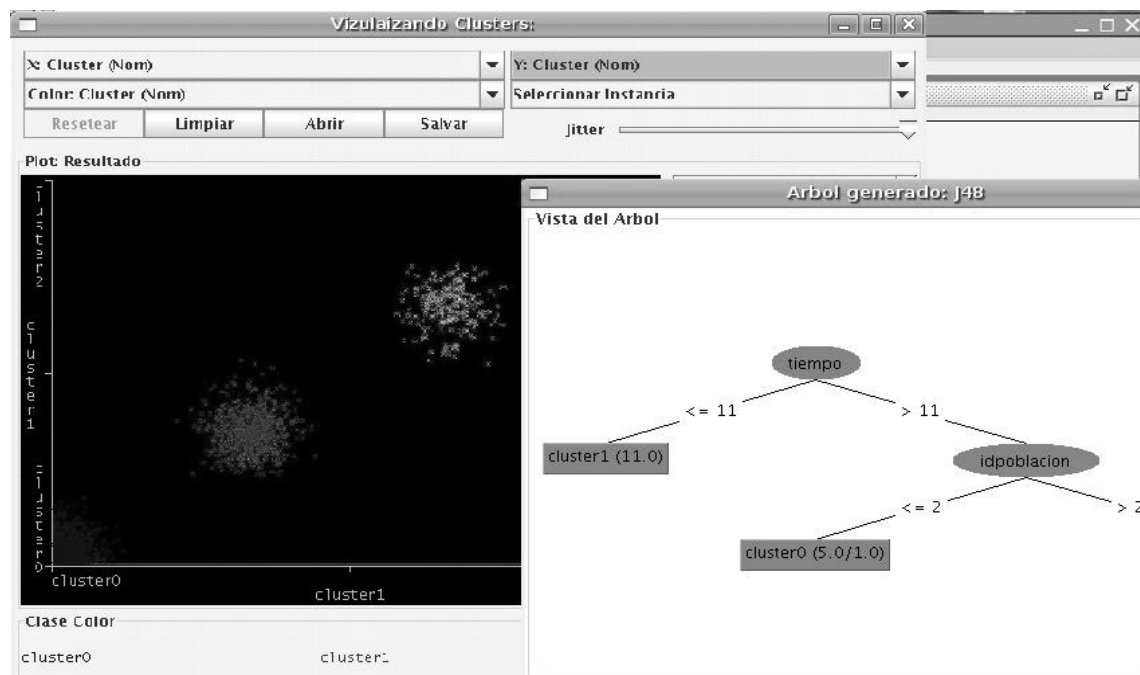 Vizulaizando Clusters:
X: Cluster (Nom)
Y: Cluster (Nom)
Color: Cluster (Nom)
Seleccionar Instancia
Resetear
Limpiar
Abrir
Salvar
Jitter
Plot: Resultado
cluster2
cluster1
cluster0
cluster0
cluster1
Clase Color
cluster0
cluster1
Arbol generado: J48
Vista del Arbol
tiempo
<= 11
> 11
cluster1 (11.0)
idpoblacion
<= 2
> 2
cluster0 (5.0/1.0)